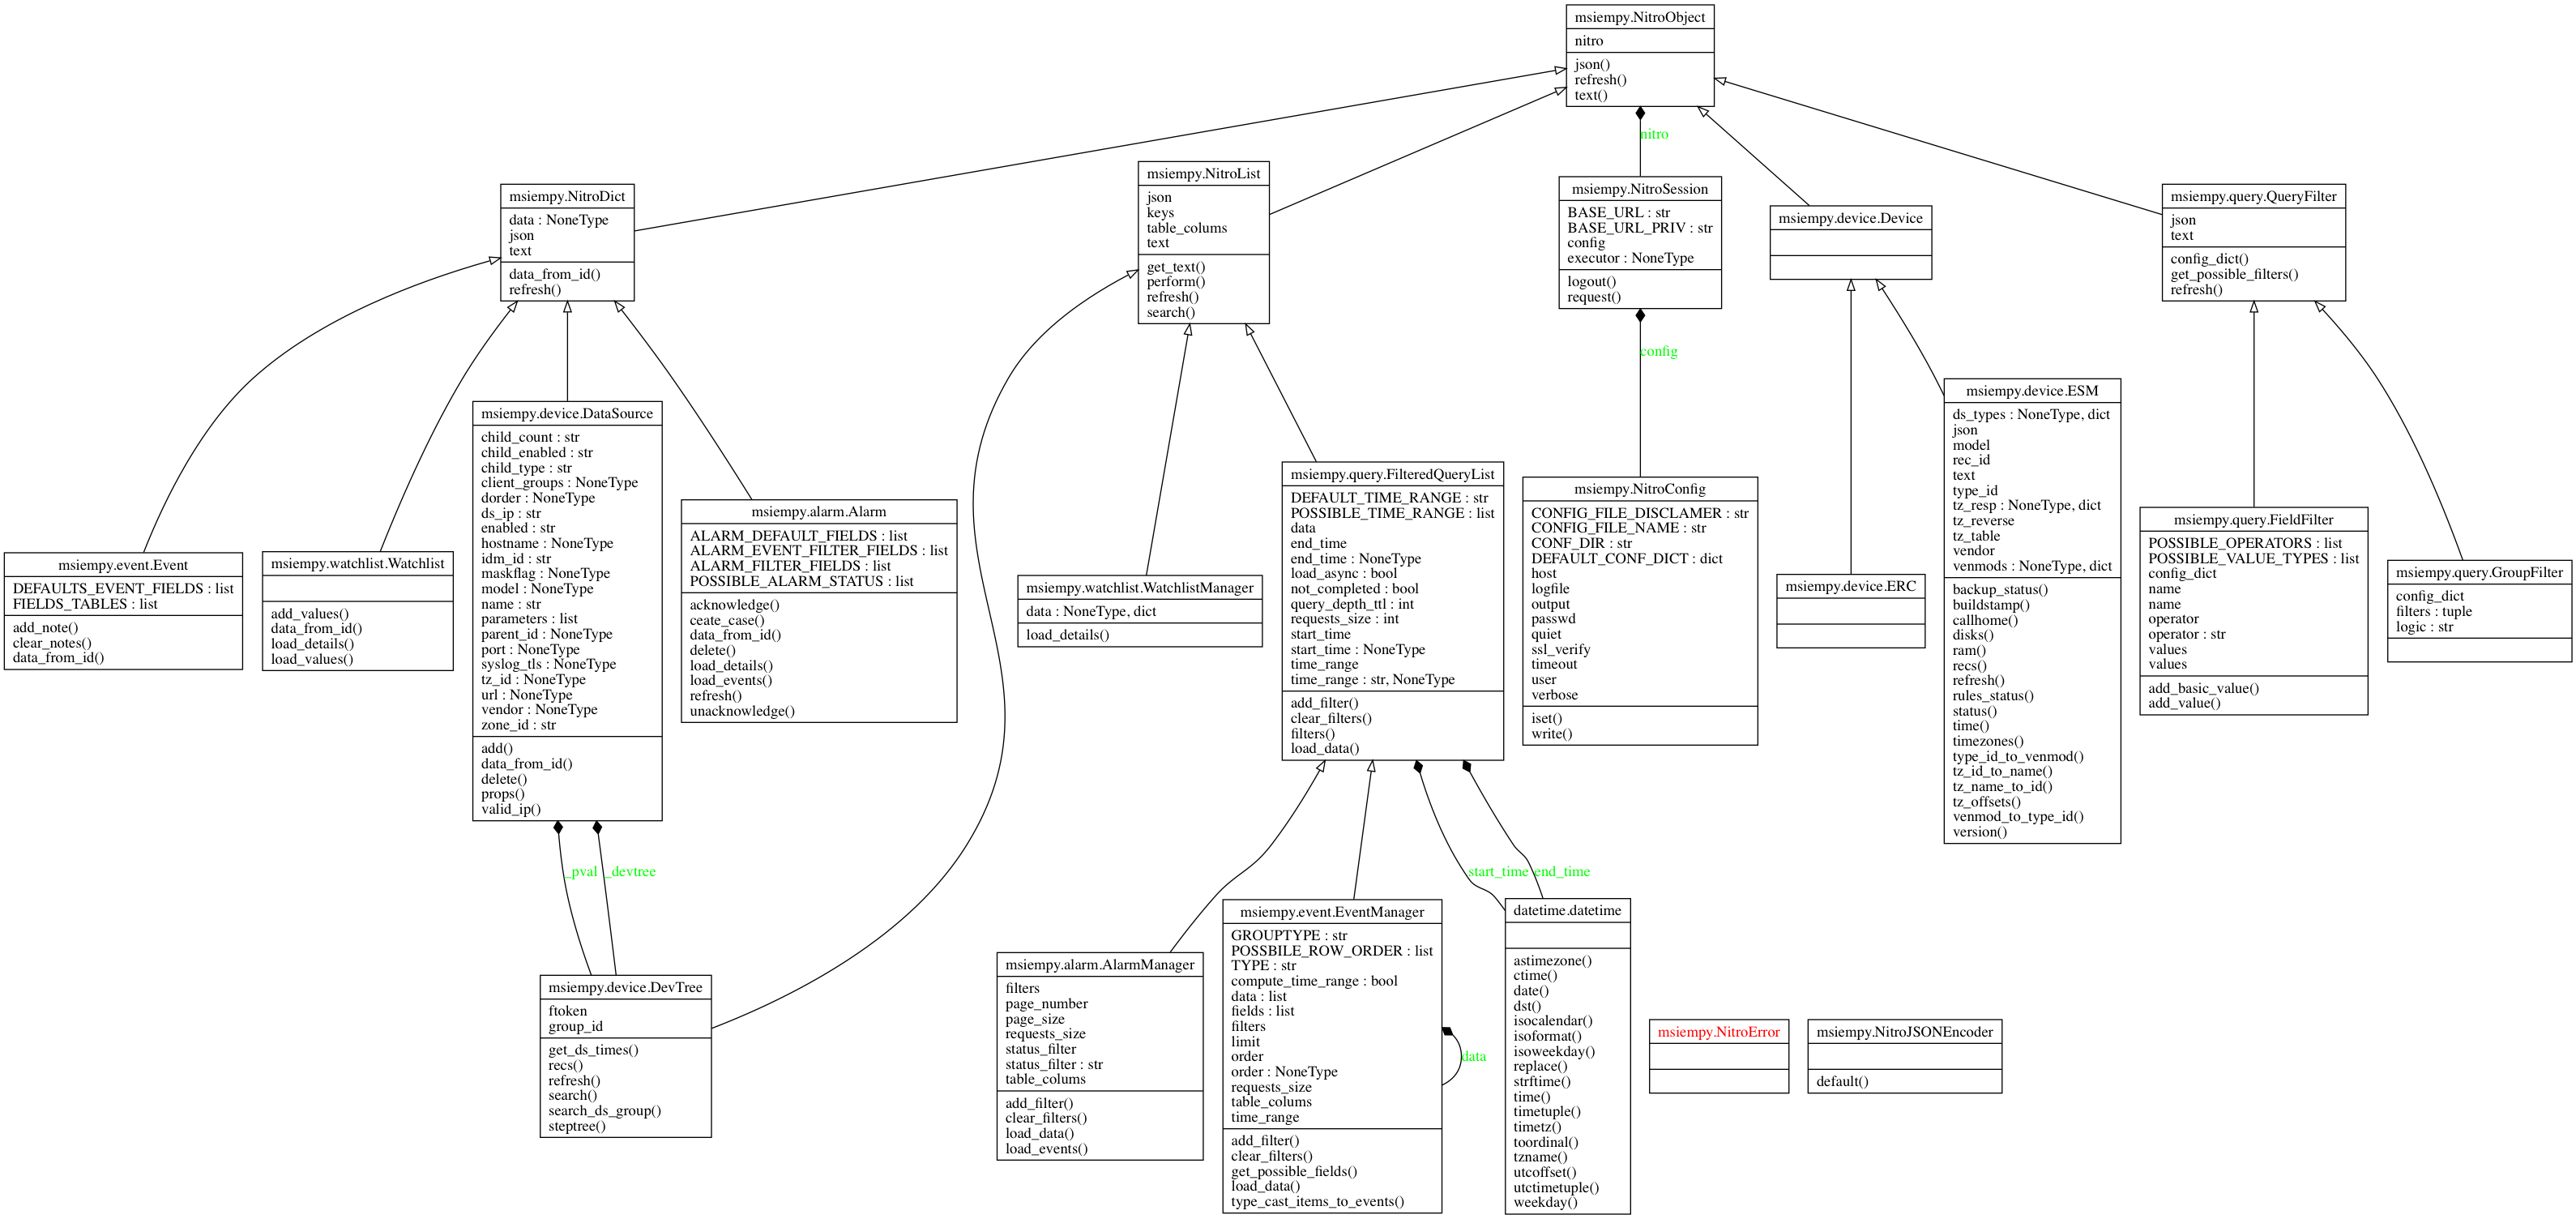 msiempy.NitroObject
nitro
json()
refresh()
text()
nitro
msiempy.NitroDict
data : NoneType
json
text
data_from_id()
refresh()
msiempy.NitroList
json
keys
table_colums
text
get_text()
perform()
refresh()
search()
msiempy.NitroSession
BASE_URL : str
BASE_URL_PRIV : str
config
executor : NoneType
logout()
request()
msiempy.device.Device
msiempy.query.QueryFilter
json
text
config_dict()
get_possible_filters()
refresh()
config
msiempy.event.Event
DEFAULTS_EVENT_FIELDS : list
FIELDS_TABLES : list
add_note()
clear_notes()
data_from_id()
msiempy.watchlist.Watchlist
add_values()
data_from_id()
load_details()
load_values()
msiempy.device.DataSource
child_count : str
child_enabled : str
child_type : str
client_groups : NoneType
dorder : NoneType
ds_ip : str
enabled : str
hostname : NoneType
idm_id : str
maskflag : NoneType
model : NoneType
name : str
parameters : list
parent_id : NoneType
port : NoneType
syslog_tls : NoneType
tz_id : NoneType
url : NoneType
vendor : NoneType
zone_id : str
add()
data_from_id()
delete()
props()
valid_ip()
msiempy.alarm.Alarm
ALARM_DEFAULT_FIELDS : list
ALARM_EVENT_FILTER_FIELDS : list
ALARM_FILTER_FIELDS : list
POSSIBLE_ALARM_STATUS : list
acknowledge()
ceate_case()
data_from_id()
delete()
load_details()
load_events()
refresh()
unacknowledge()
msiempy.watchlist.WatchlistManager
data : NoneType, dict
load_details()
msiempy.query.FilteredQueryList
DEFAULT_TIME_RANGE : str
POSSIBLE_TIME_RANGE : list
data
end_time
end_time : NoneType
load_async : bool
not_completed : bool
query_depth_ttl : int
requests_size : int
start_time
start_time : NoneType
time_range
time_range : str, NoneType
add_filter()
clear_filters()
filters()
load_data()
msiempy.NitroConfig
CONFIG_FILE_DISCLAMER : str
CONFIG_FILE_NAME : str
CONF_DIR : str
DEFAULT_CONF_DICT : dict
host
logfile
output
passwd
quiet
ssl_verify
timeout
user
verbose
iset()
write()
msiempy.device.ERC
msiempy.device.ESM
ds_types : NoneType, dict
json
model
rec_id
text
type_id
tz_resp : NoneType, dict
tz_reverse
tz_table
vendor
venmods : NoneType, dict
backup_status()
buildstamp()
callhome()
disks()
ram()
recs()
refresh()
rules_status()
status()
time()
timezones()
type_id_to_venmod()
tz_id_to_name()
tz_name_to_id()
tz_offsets()
venmod_to_type_id()
version()
msiempy.query.FieldFilter
POSSIBLE_OPERATORS : list
POSSIBLE_VALUE_TYPES : list
config_dict
name
name
operator
operator : str
values
values
add_basic_value()
add_value()
msiempy.query.GroupFilter
config_dict
filters : tuple
logic : str
_pval
_devtree
start_time
end_time
msiempy.device.DevTree
ftoken
group_id
get_ds_times()
recs()
refresh()
search()
search_ds_group()
steptree()
msiempy.alarm.AlarmManager
filters
page_number
page_size
requests_size
status_filter
status_filter : str
table_colums
add_filter()
clear_filters()
load_data()
load_events()
msiempy.event.EventManager
GROUPTYPE : str
POSSBILE_ROW_ORDER : list
TYPE : str
compute_time_range : bool
data : list
fields : list
filters
limit
order
order : NoneType
requests_size
table_colums
time_range
add_filter()
clear_filters()
get_possible_fields()
load_data()
type_cast_items_to_events()
data
datetime.datetime
astimezone()
ctime()
date()
dst()
isocalendar()
isoformat()
isoweekday()
replace()
strftime()
time()
timetuple()
timetz()
toordinal()
tzname()
utcoffset()
utctimetuple()
weekday()
msiempy.NitroError
msiempy.NitroJSONEncoder
default()